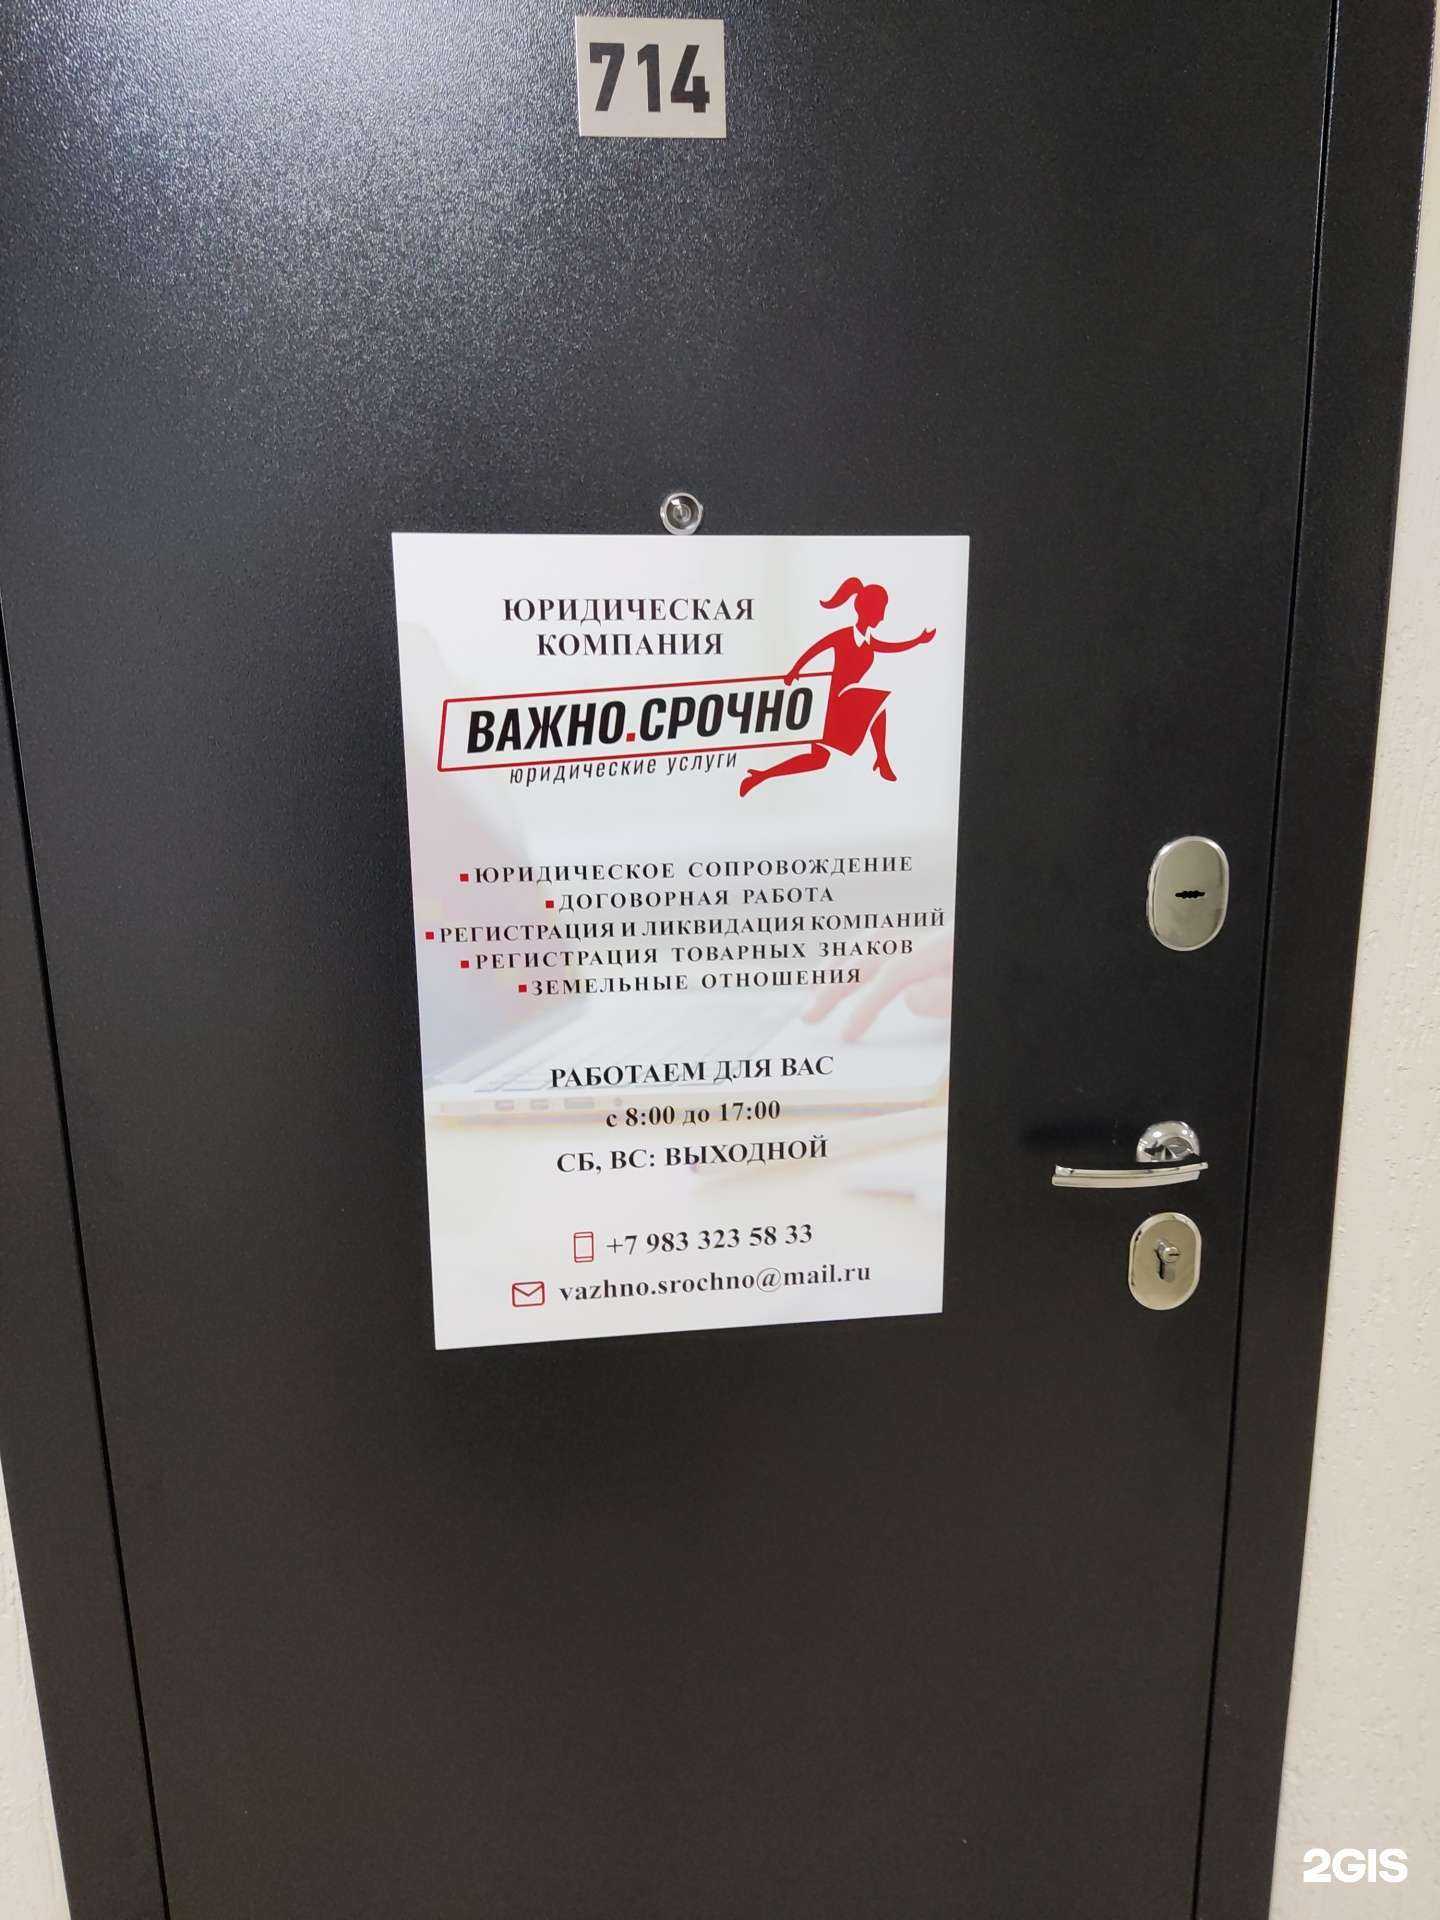 714
ЮРИДИЧЕСКАЯ
КОМПАНИЯ
ВАЖНО.СРОЧНО
юридические услуги
ЮРИДИЧЕСКОЕ СОПРОВОЖДЕНИЕ
ДОГОВОРНАЯ РАБОТА
РЕГИСТРАЦИЯ И ЛИКВИДАЦИЯ КОМПАНИЙ
РЕГИСТРАЦИЯ ТОВАРНЫХ ЗНАКОВ
ЗЕМЕЛЬНЫЕ ОТНОШЕНИЯ
РАБОТАЕМ ДЛЯ ВАС
с 8:00 до 17:00
СБ, ВС: ВЫХОДНОЙ
+7 983 323 58 33
vazhno.srochno@mail.ru
2GIS